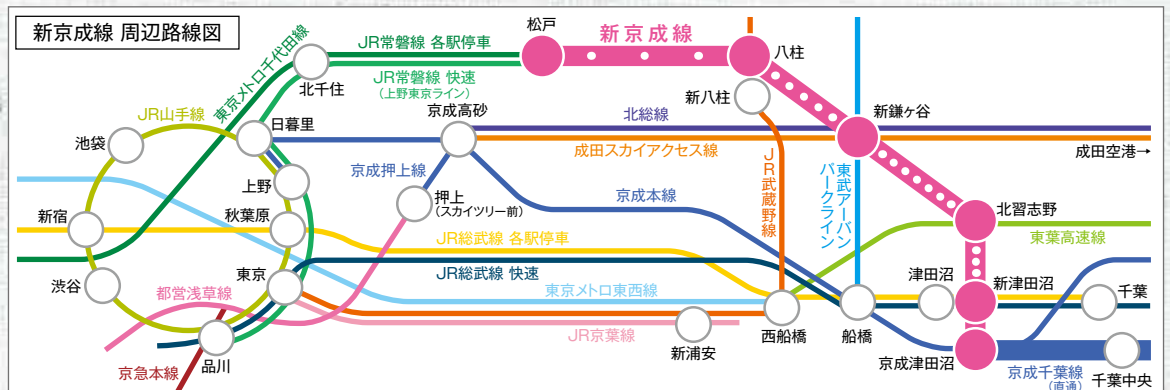 新京成線 周辺路線図
松戸
新京成線
八柱
JR常磐線 各駅停車
東京メトロ千代田線
北千住
JR常磐線 快速
(上野東京ライン)
新八柱
JR山手線
京成高砂
新鎌ヶ谷
日暮里
北総線
池袋
成田スカイアクセス線
成田空港→
京成押上線
JR武蔵野線
東武アーバン
パークライン
上野
押上
(スカイツリー前)
京成本線
新宿
秋葉原
北習志野
JR総武線 各駅停車
東葉高速線
東京
JR総武線 快速
津田沼
新津田沼
渋谷
都営浅草線
東京メトロ東西線
千葉
JR京葉線
西船橋
船橋
品川
新浦安
京成津田沼
京急本線
京成千葉線
(直通)
千葉中央